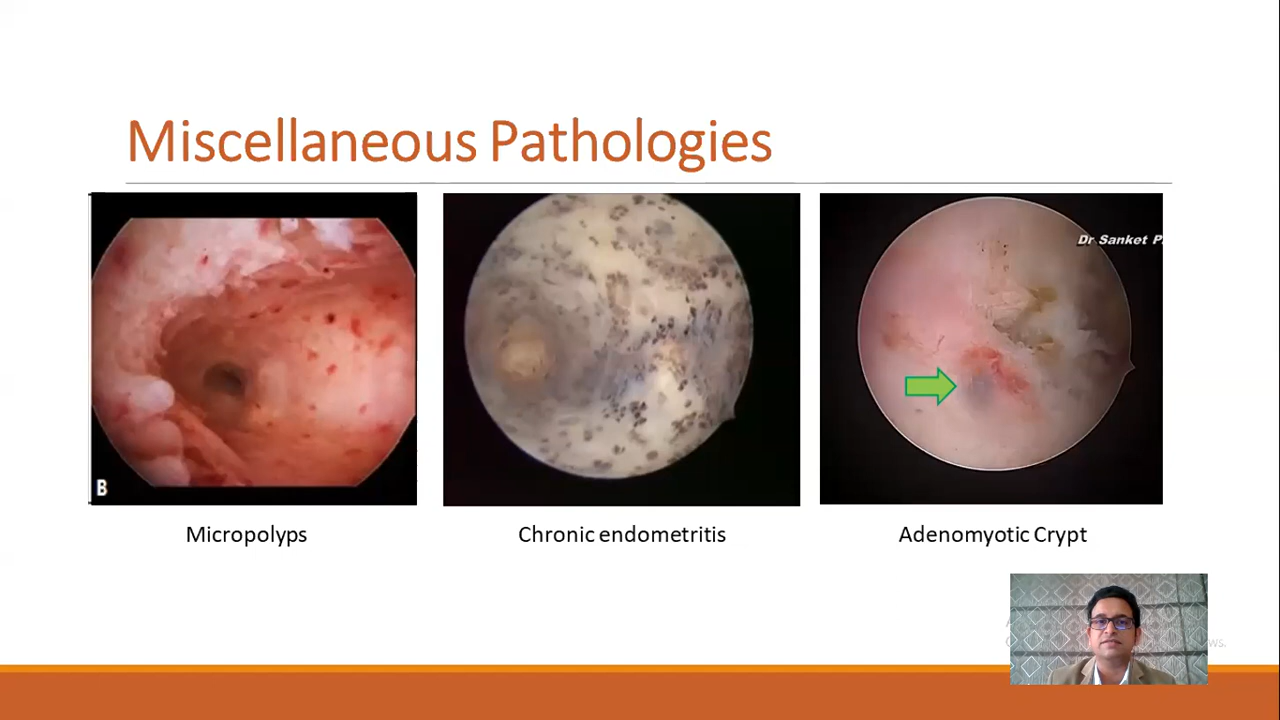 Miscellaneous Pathologies
Dr Sanket P.
B
Micropolyps
Chronic endometritis
Adenomyotic Crypt